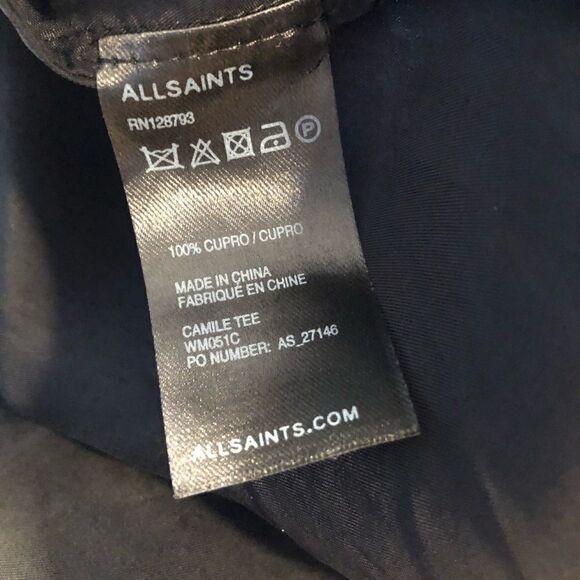 ALLSAINTS
RN128793
P
100% CUPRO / CUPRO
MADE IN CHINA
FABRIQUÉ EN CHINE
CAMILE TEE
WM051C
PO NUMBER: AS_27146
ALLSAINTS.COM